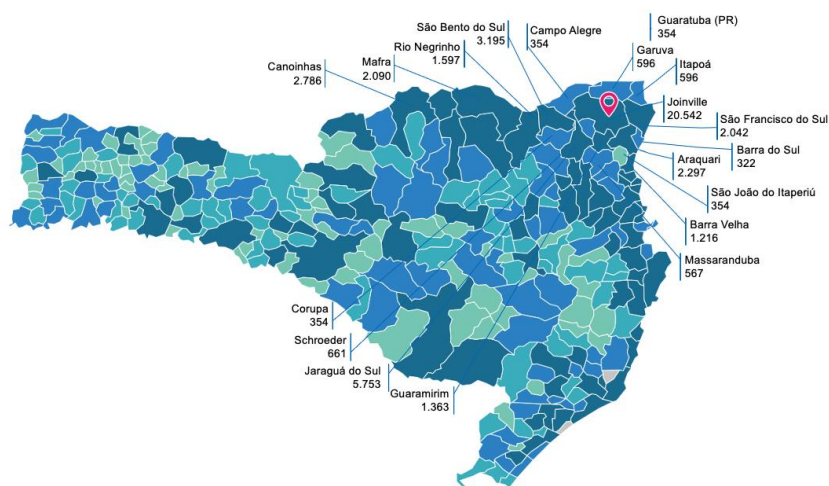 São Bento do Sul
3.195
Campo Alegre
354
Guaratuba (PR)
354
Rio Negrinho
1.597
Garuva
596
Mafra
2.090
Itapoá
596
Canoinhas
2.786
Joinville
20.542
São Francisco do Sul
2.042
Barra do Sul
322
Araquari
2.297
São João do Itaperiú
354
Barra Velha
1.216
Massaranduba
567
Corupa
354
Schroeder
661
Jaraguá do Sul
5.753
Guaramirim
1.363